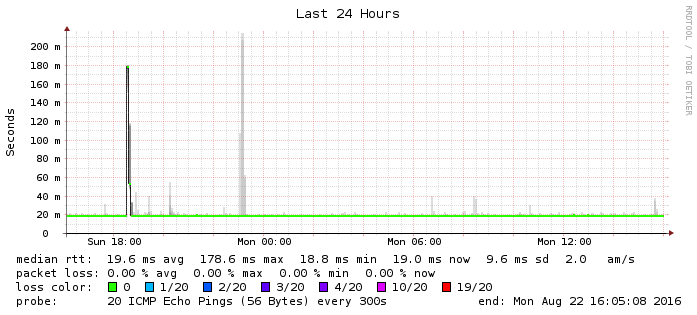 Last 24 Hours
RRDTOOL / TOBI OETIKER
Seconds
200 m
180 m
160 m
140 m
120 m
100 m
80 m
60 m
40 m
20 m
0
Sun 18:00 Mon 00:00 Mon 06:00 Mon 12:00
median rtt: 19.6 ms avg 178.6 ms max 18.8 ms min 19.0 ms now 9.6 ms sd 2.0 am/s
packet loss: 0.00 % avg 0.00 % max 0.00 % min 0.00 % now
loss color: 0 1/20 2/20 3/20 4/20 10/20 19/20
probe: 20 ICMP Echo Pings (56 Bytes) every 300s end: Mon Aug 22 16:05:08 2016